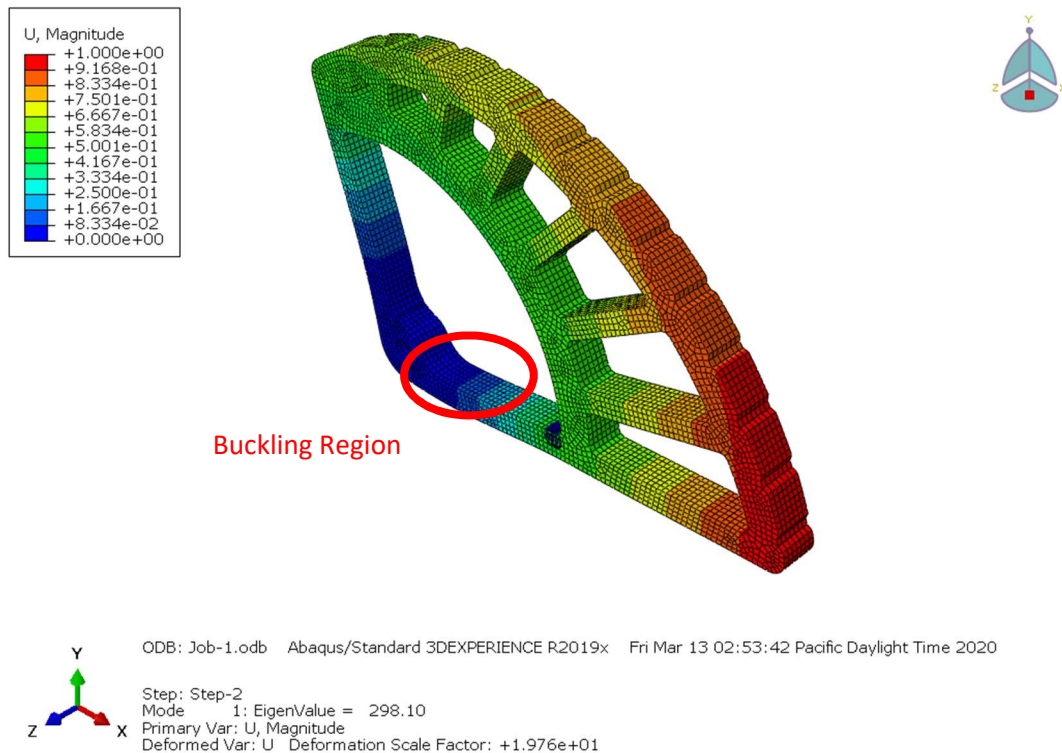 U, Magnitude
+1.000e+00
+9.168e-01
+8.334e-01
+7.501e-01
+6.667e-01
+5.834e-01
+5.001e-01
+4.167e-01
+3.334e-01
+2.500e-01
+1.667e-01
+8.334e-02
+0.000e+00
Y
Z
X
Buckling Region
Y
Z
X
ODB: Job-1.odb Abaqus/Standard 3DEXPERIENCE R2019x Fri Mar 13 02:53:42 Pacific Daylight Time 2020
Step: Step-2
Mode 1: EigenValue = 298.10
Primary Var: U, Magnitude
Deformed Var: U Deformation Scale Factor: +1.976e+01